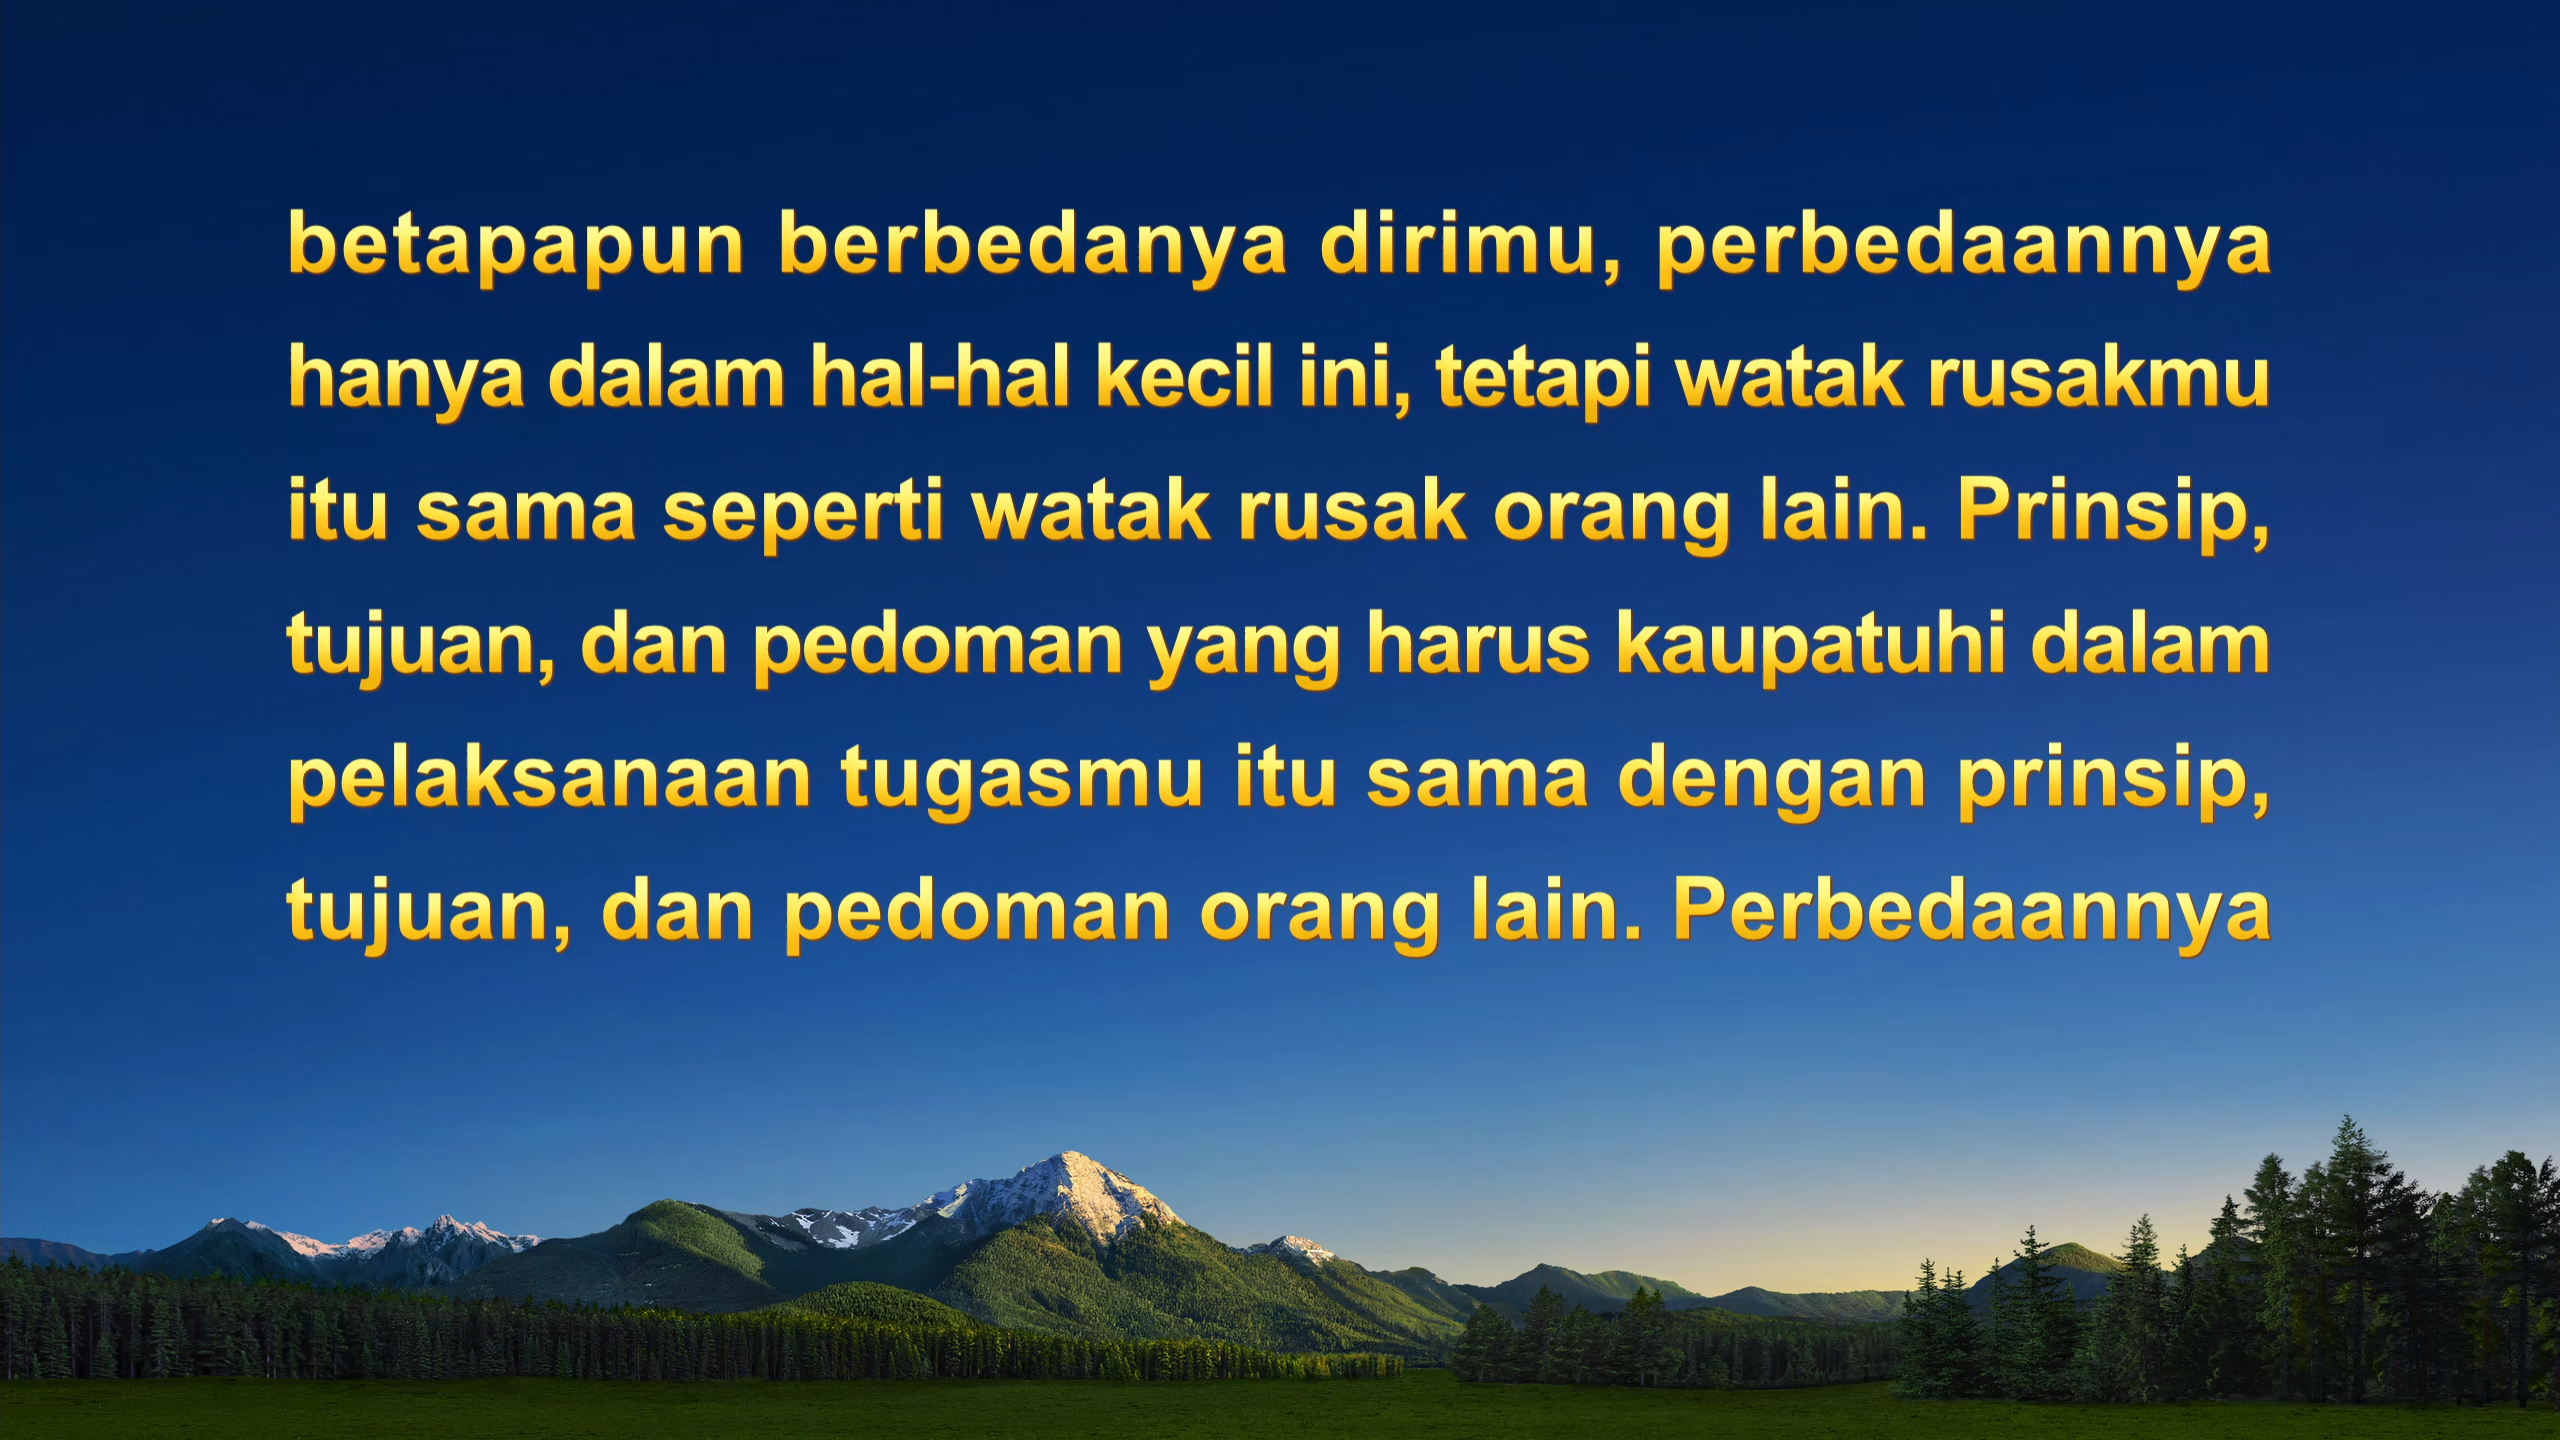 betapapun berbedanya dirimu, perbedaannya
hanya dalam hal-hal kecil ini, tetapi watak rusakmu
itu sama seperti watak rusak orang lain. Prinsip,
tujuan, dan pedoman yang harus kaupatuhi dalam
pelaksanaan tugasmu itu sama dengan prinsip,
tujuan, dan pedoman orang lain. Perbedaannya